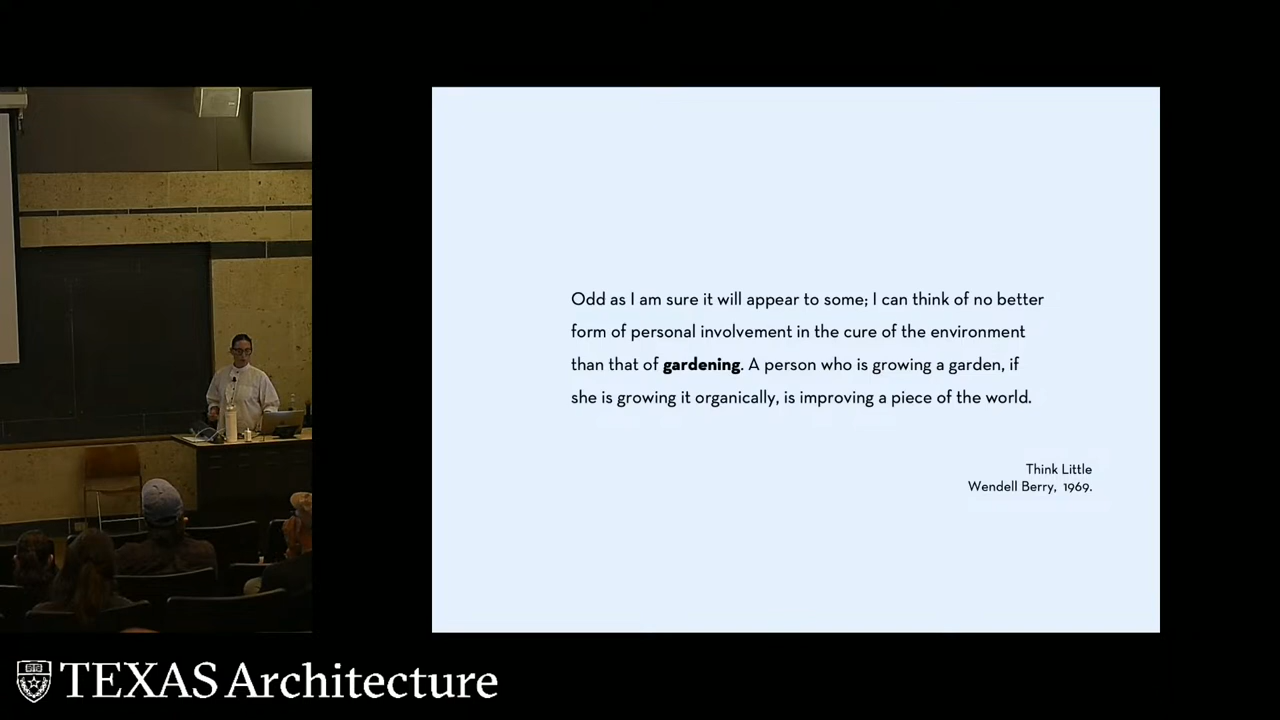 Odd as I am sure it will appear to some; I can think of no better
form of personal involvement in the cure of the environment
than that of gardening. A person who is growing a garden, if
she is growing it organically, is improving a piece of the world.
Think Little
Wendell Berry, 1969.
TEXAS Architecture